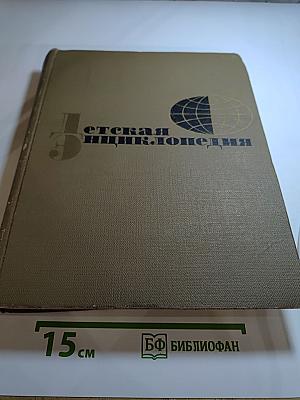 Детская
Энциклопедия
15 см
БФ БИБЛИОФАН